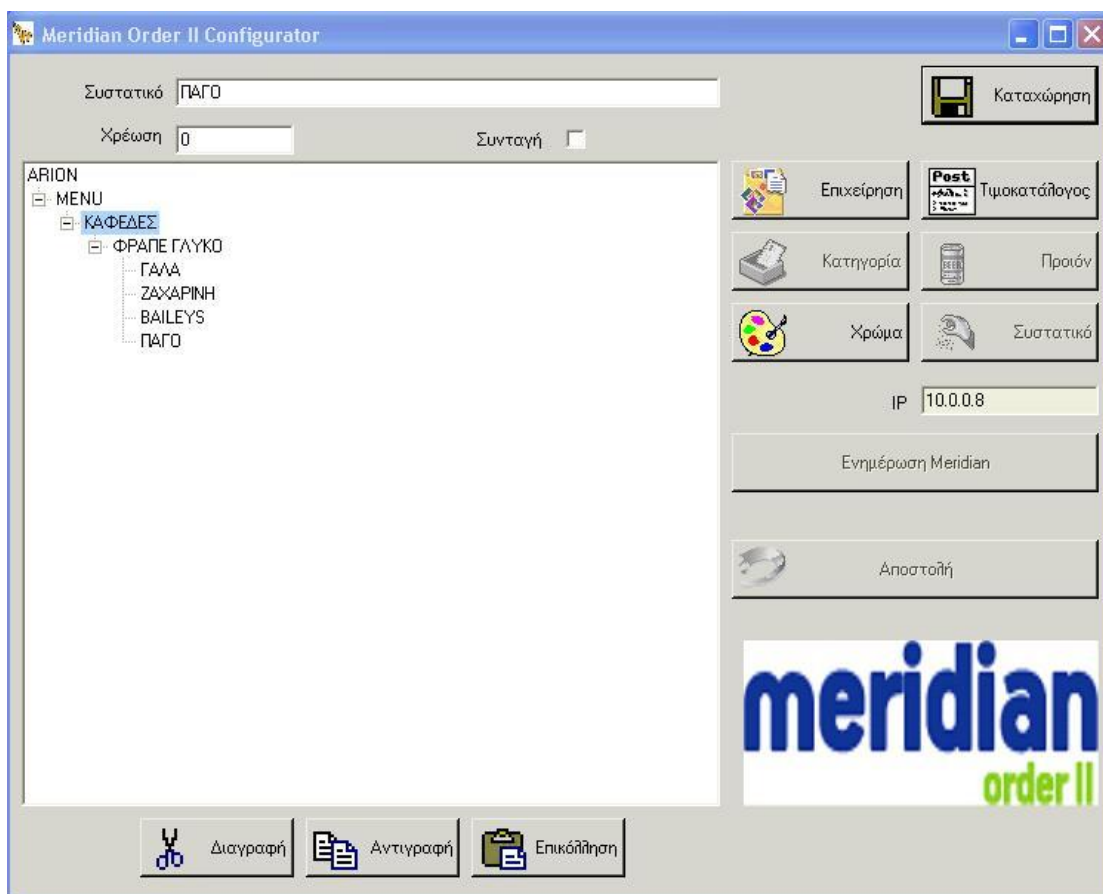 Meridian Order II Configurator
Συστατικό ΠΑΓΟ
Καταχώρηση
Χρέωση 0 Συνταγή
ARION
MENU
ΚΑΦΕΔΕΣ
ΦΡΑΠΕ ΓΛΥΚΟ
ΓΑΛΑ
ΖΑΧΑΡΙΝΗ
BAILEYS
ΠΑΓΟ
Επιχείρηση Post Τιμοκατάλογος
Κατηγορία BEER Προιόν
Χρώμα Συστατικό
IP 10.0.0.8
Ενημέρωση Meridian
Αποστολή
meridian
order II
Διαγραφή Αντιγραφή Επικόλληση